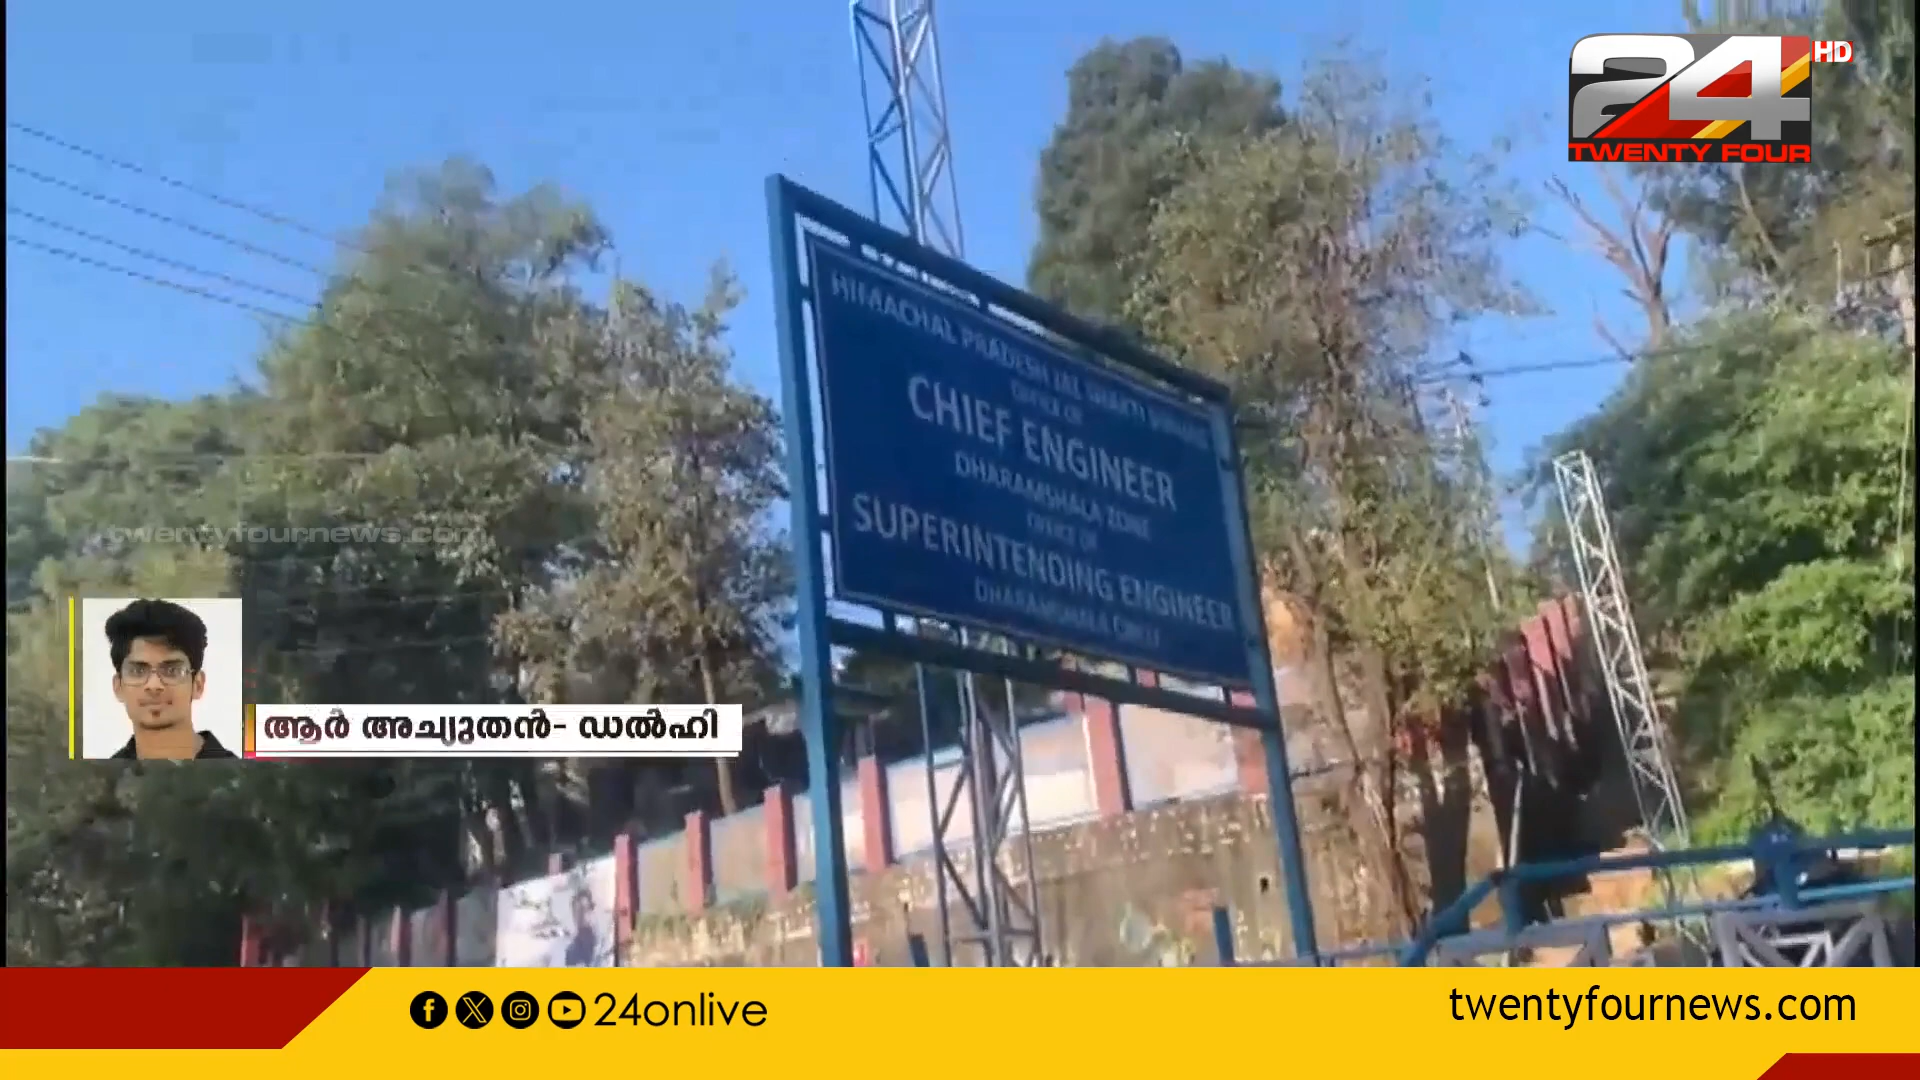 24 HD
TWENTY FOUR
HIMACHAL PRADESH JAL SHAKTI VIBHAG
OFFICE OF
CHIEF ENGINEER
DHARAMSHALA ZONE
OFFICE OF
SUPERINTENDING ENGINEER
DHARAMSHALA CIRCLE
twentyfournews.com
ആർ അച്യുതൻ- ഡൽഹി
24onlive
twentyfournews.com